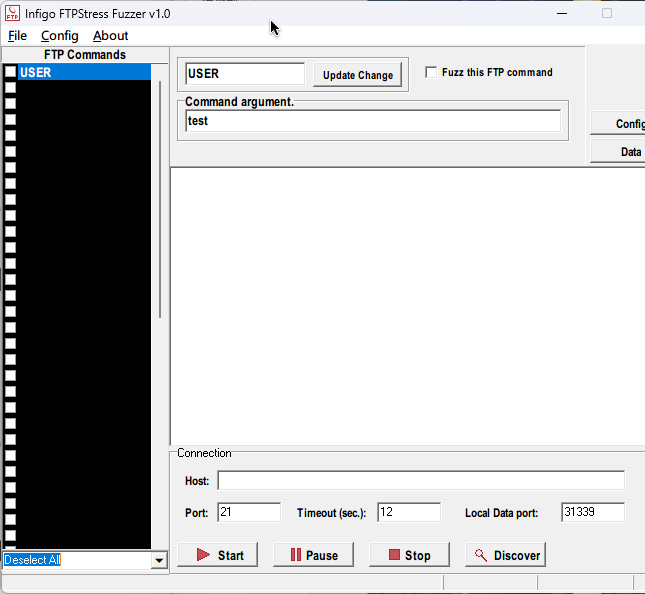 Infigo FTPStress Fuzzer v1.0
File Config About
FTP Commands
USER
USER
Update Change
Fuzz this FTP command
Command argument.
test
Config
Data
Connection
Host:
Port: 21 Timeout (sec.): 12 Local Data port: 31339
Start Pause Stop Discover
Deselect All